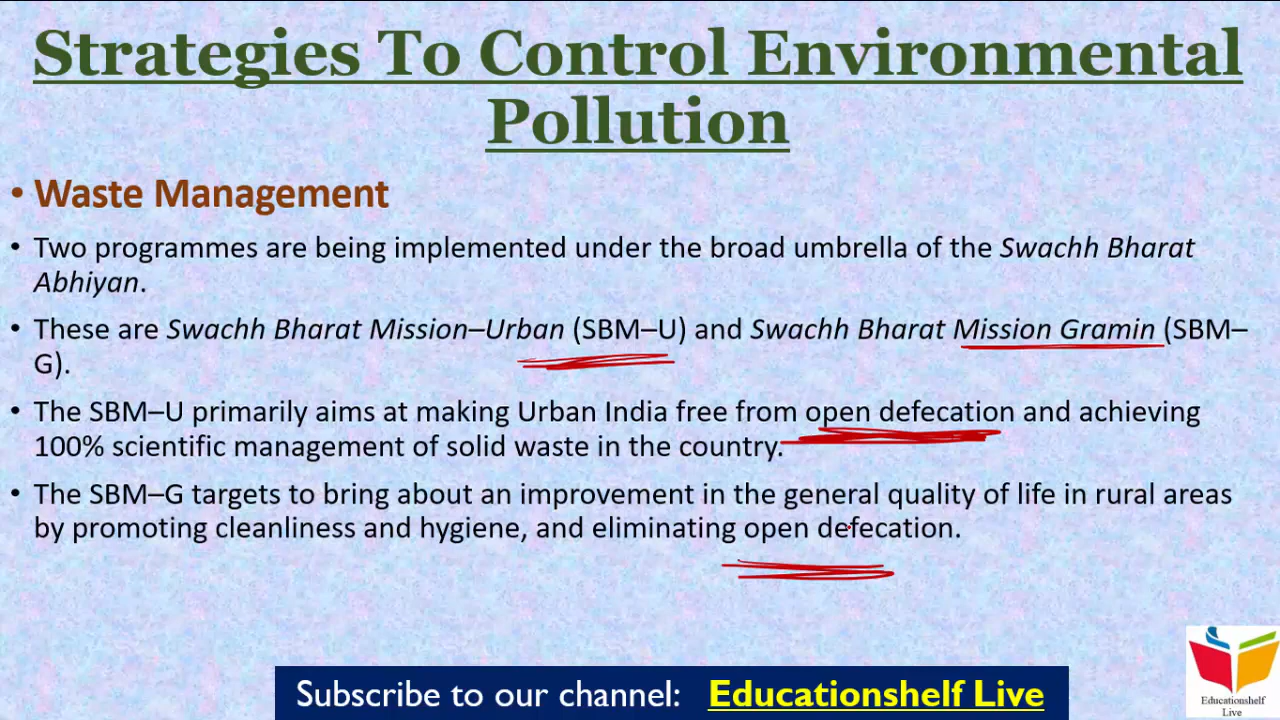 Strategies To Control Environmental
Pollution
• Waste Management
• Two programmes are being implemented under the broad umbrella of the Swachh Bharat
Abhiyan.
• These are Swachh Bharat Mission–Urban (SBM–U) and Swachh Bharat Mission Gramin (SBM–
G).
• The SBM–U primarily aims at making Urban India free from open defecation and achieving
100% scientific management of solid waste in the country.
• The SBM–G targets to bring about an improvement in the general quality of life in rural areas
by promoting cleanliness and hygiene, and eliminating open defecation.
Subscribe to our channel: Educationshelf Live
Educationshelf
Live